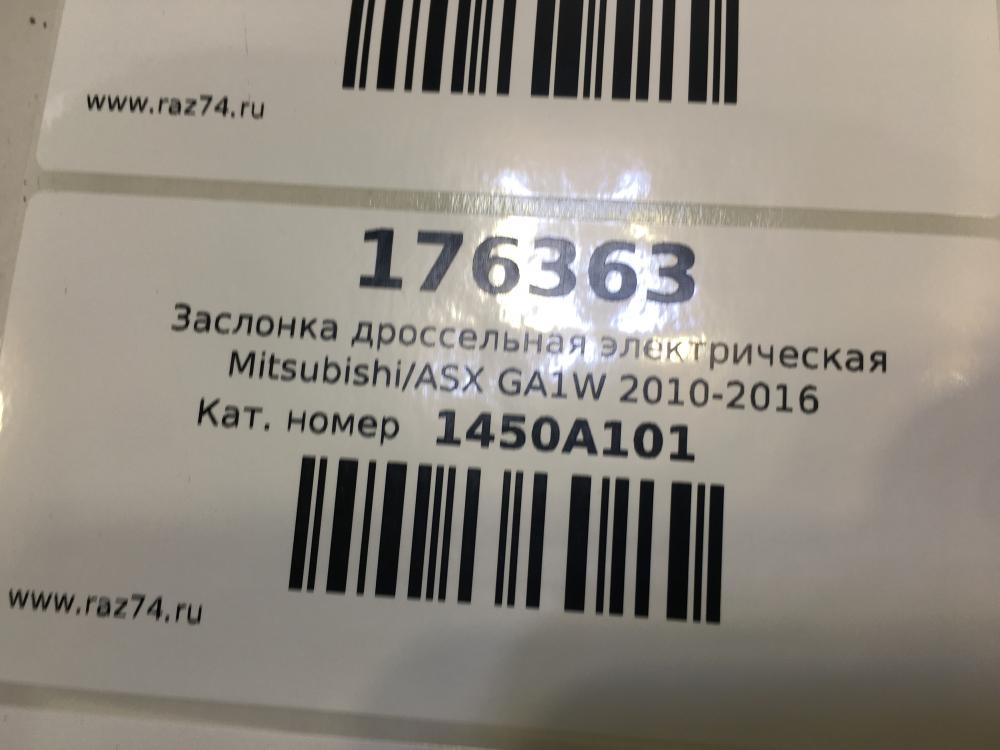 www.raz74.ru
176363
Заслонка дроссельная электрическая
Mitsubishi/ASX GA1W 2010-2016
Кат. номер 1450A101
www.raz74.ru